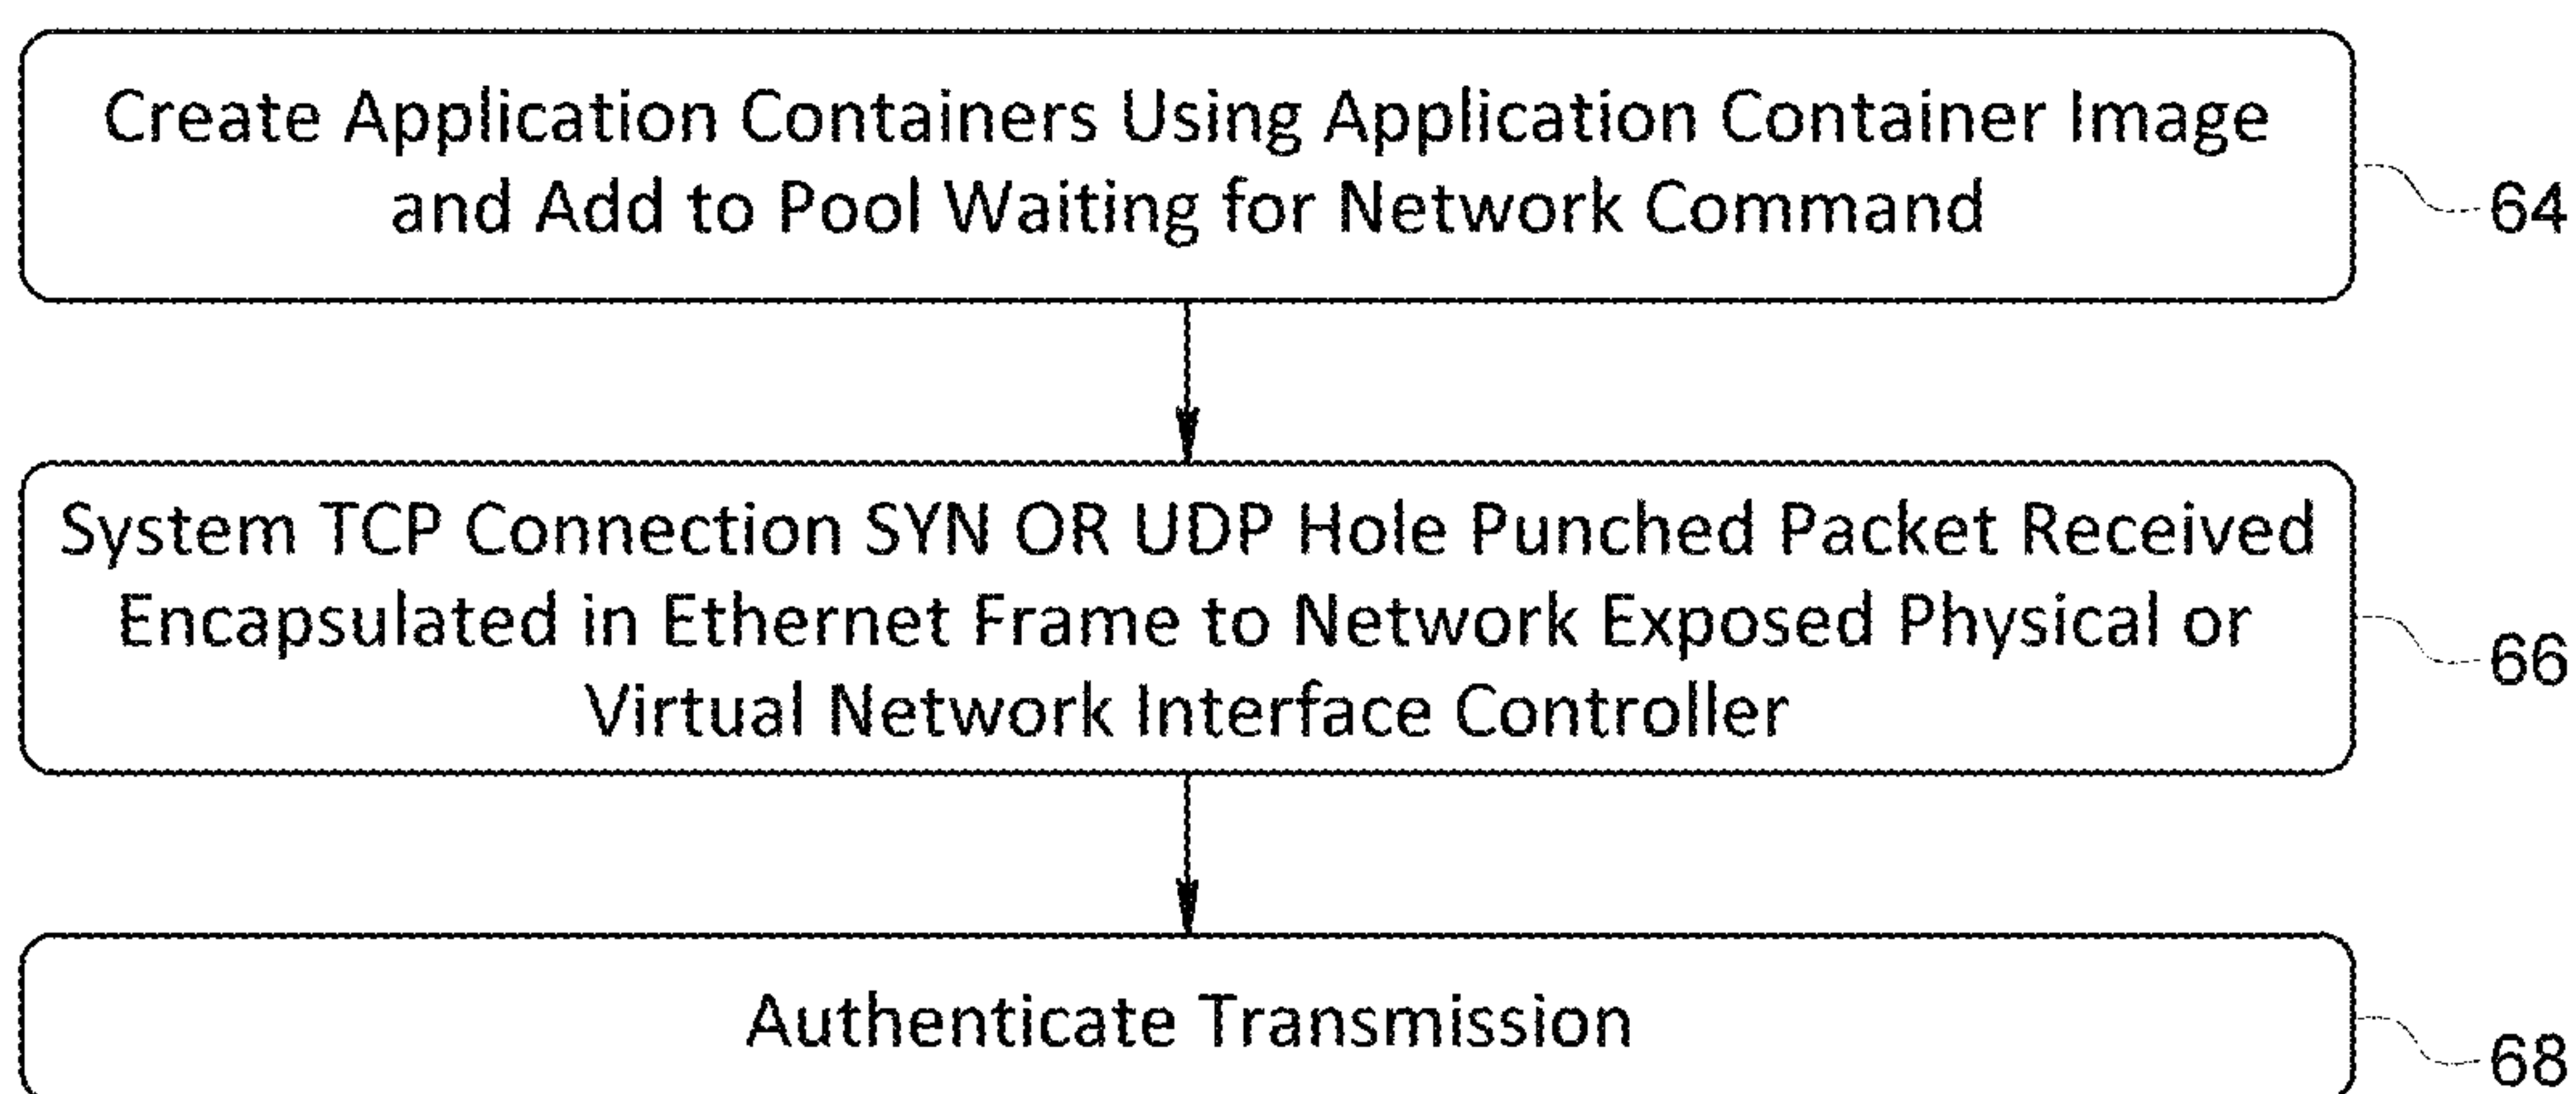 Create Application Containers Using Application Container Image
and Add to Pool Waiting for Network Command
64
System TCP Connection SYN OR UDP Hole Punched Packet Received
Encapsulated in Ethernet Frame to Network Exposed Physical or
Virtual Network Interface Controller
66
Authenticate Transmission
68